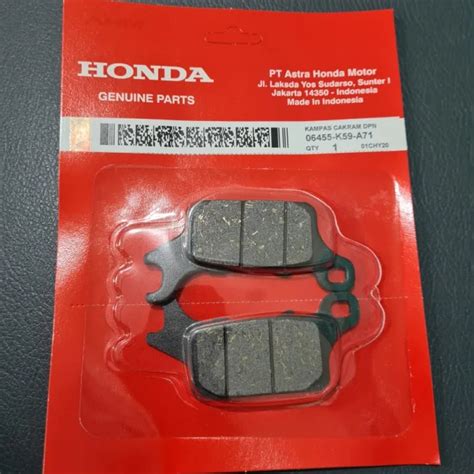 HONDA
GENUINE PARTS
PT Astra Honda Motor
Jl. Laksda Yos Sudarso, Sunter I
Jakarta 14350 - Indonesia
Made In Indonesia
KAMPAS CAKRAM DPN
06455-K59-A71
QTY 1 01CHY20